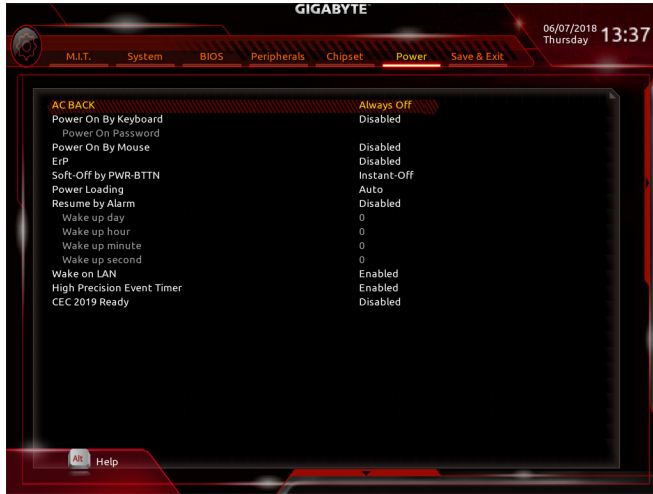 GIGABYTE
06/07/2018 13:37
Thursday
M.I.T. System BIOS Peripherals Chipset Power Save & Exit
AC BACK Always Off
Power On By Keyboard Disabled
Power On Password
Power On By Mouse Disabled
ErP Disabled
Soft-Off by PWR-BTTN Instant-Off
Power Loading Auto
Resume by Alarm Disabled
Wake up day 0
Wake up hour 0
Wake up minute 0
Wake up second 0
Wake on LAN Enabled
High Precision Event Timer Enabled
CEC 2019 Ready Disabled
Alt Help